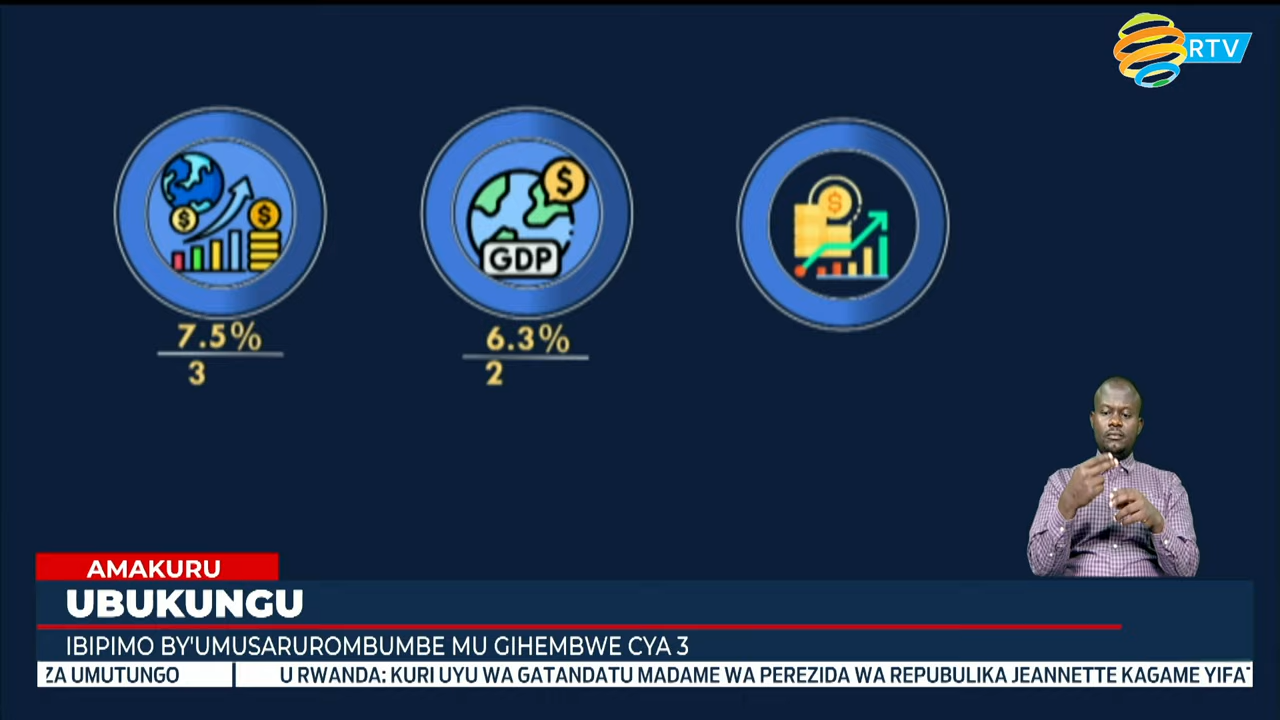 RTV
$
$
$
GDP
$
7.5%
3
6.3%
2
AMAKURU
UBUKUNGU
IBIPIMO BY'UMUSARUROMBUMBE MU GIHEMBWE CYA 3
ZA UMUTUNGO
U RWANDA: KURI UYU WA GATANDATU MADAME WA PEREZIDA WA REPUBULIKA JEANNETTE KAGAME YIFA